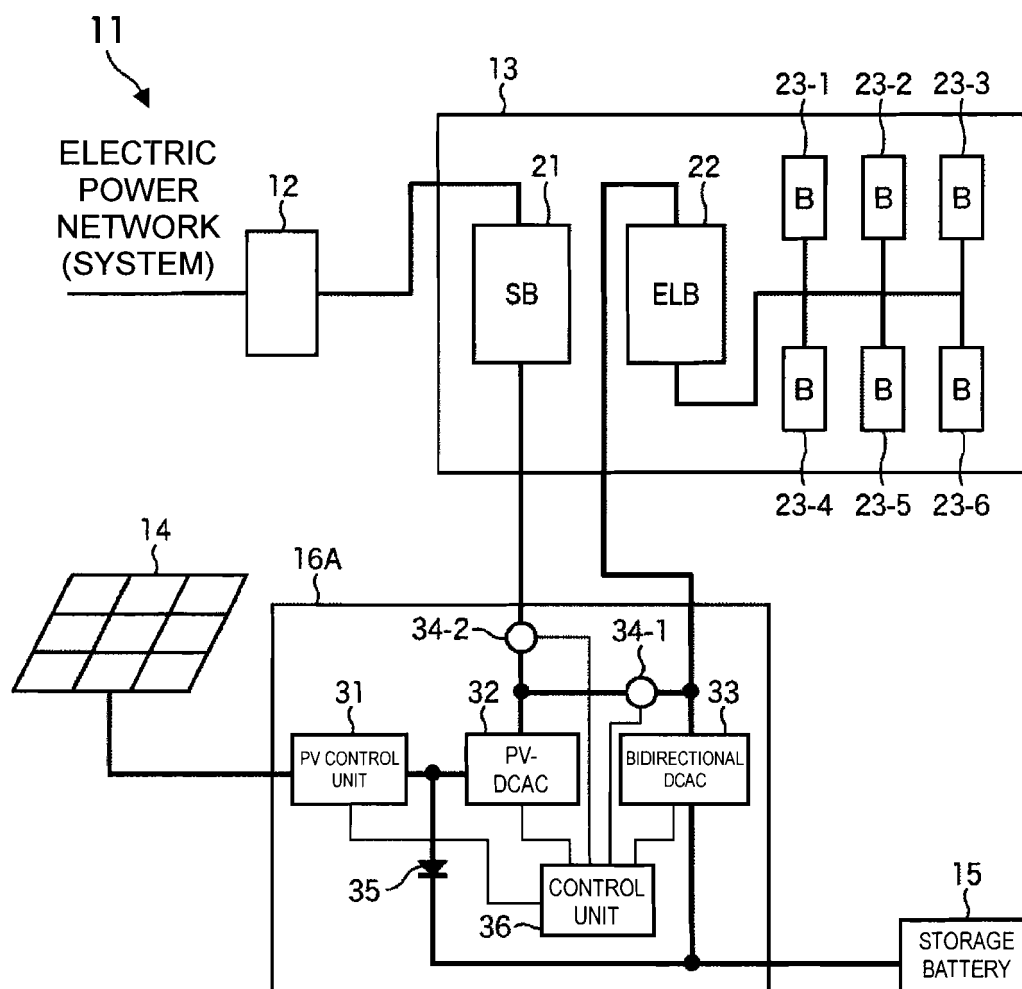 11
ELECTRIC
POWER
NETWORK
(SYSTEM)
12
13
23-1 23-2 23-3
21
22
B B B
SB
ELB
B B B
23-4 23-5 23-6
14
16A
34-2
34-1
31
32
33
PV CONTROL
UNIT
PV-
DCAC
BIDIRECTIONAL
DCAC
35
36
CONTROL
UNIT
15
STORAGE
BATTERY